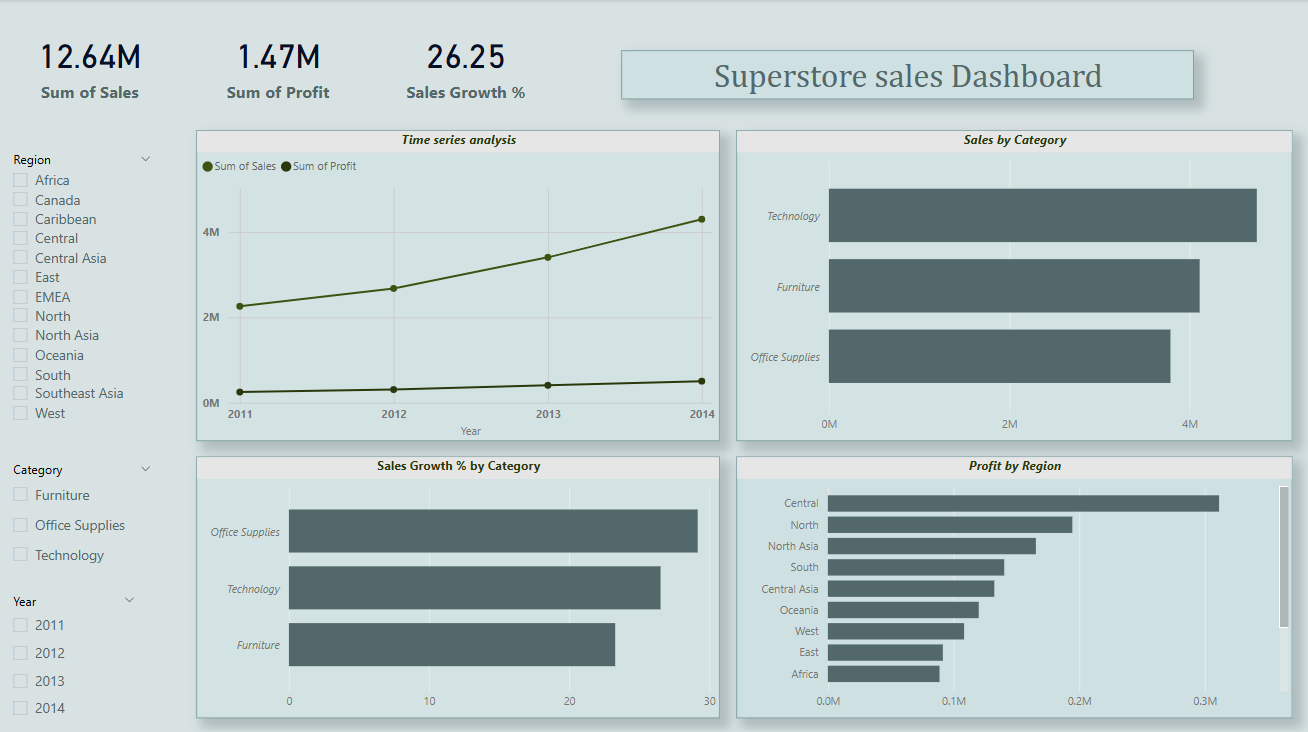 12.64M
Sum of Sales
1.47M
Sum of Profit
26.25
Sales Growth %
Superstore sales Dashboard
Region
Africa
Canada
Caribbean
Central
Central Asia
East
EMEA
North
North Asia
Oceania
South
Southeast Asia
West
Category
Furniture
Office Supplies
Technology
Year
2011
2012
2013
2014
Time series analysis
Sum of Sales Sum of Profit
4M
2M
0M
2011 2012 2013 2014
Year
Sales by Category
Technology
Furniture
Office Supplies
0M 2M 4M
Sales Growth % by Category
Office Supplies
Technology
Furniture
0 10 20 30
Profit by Region
Central
North
North Asia
South
Central Asia
Oceania
West
East
Africa
0.0M 0.1M 0.2M 0.3M